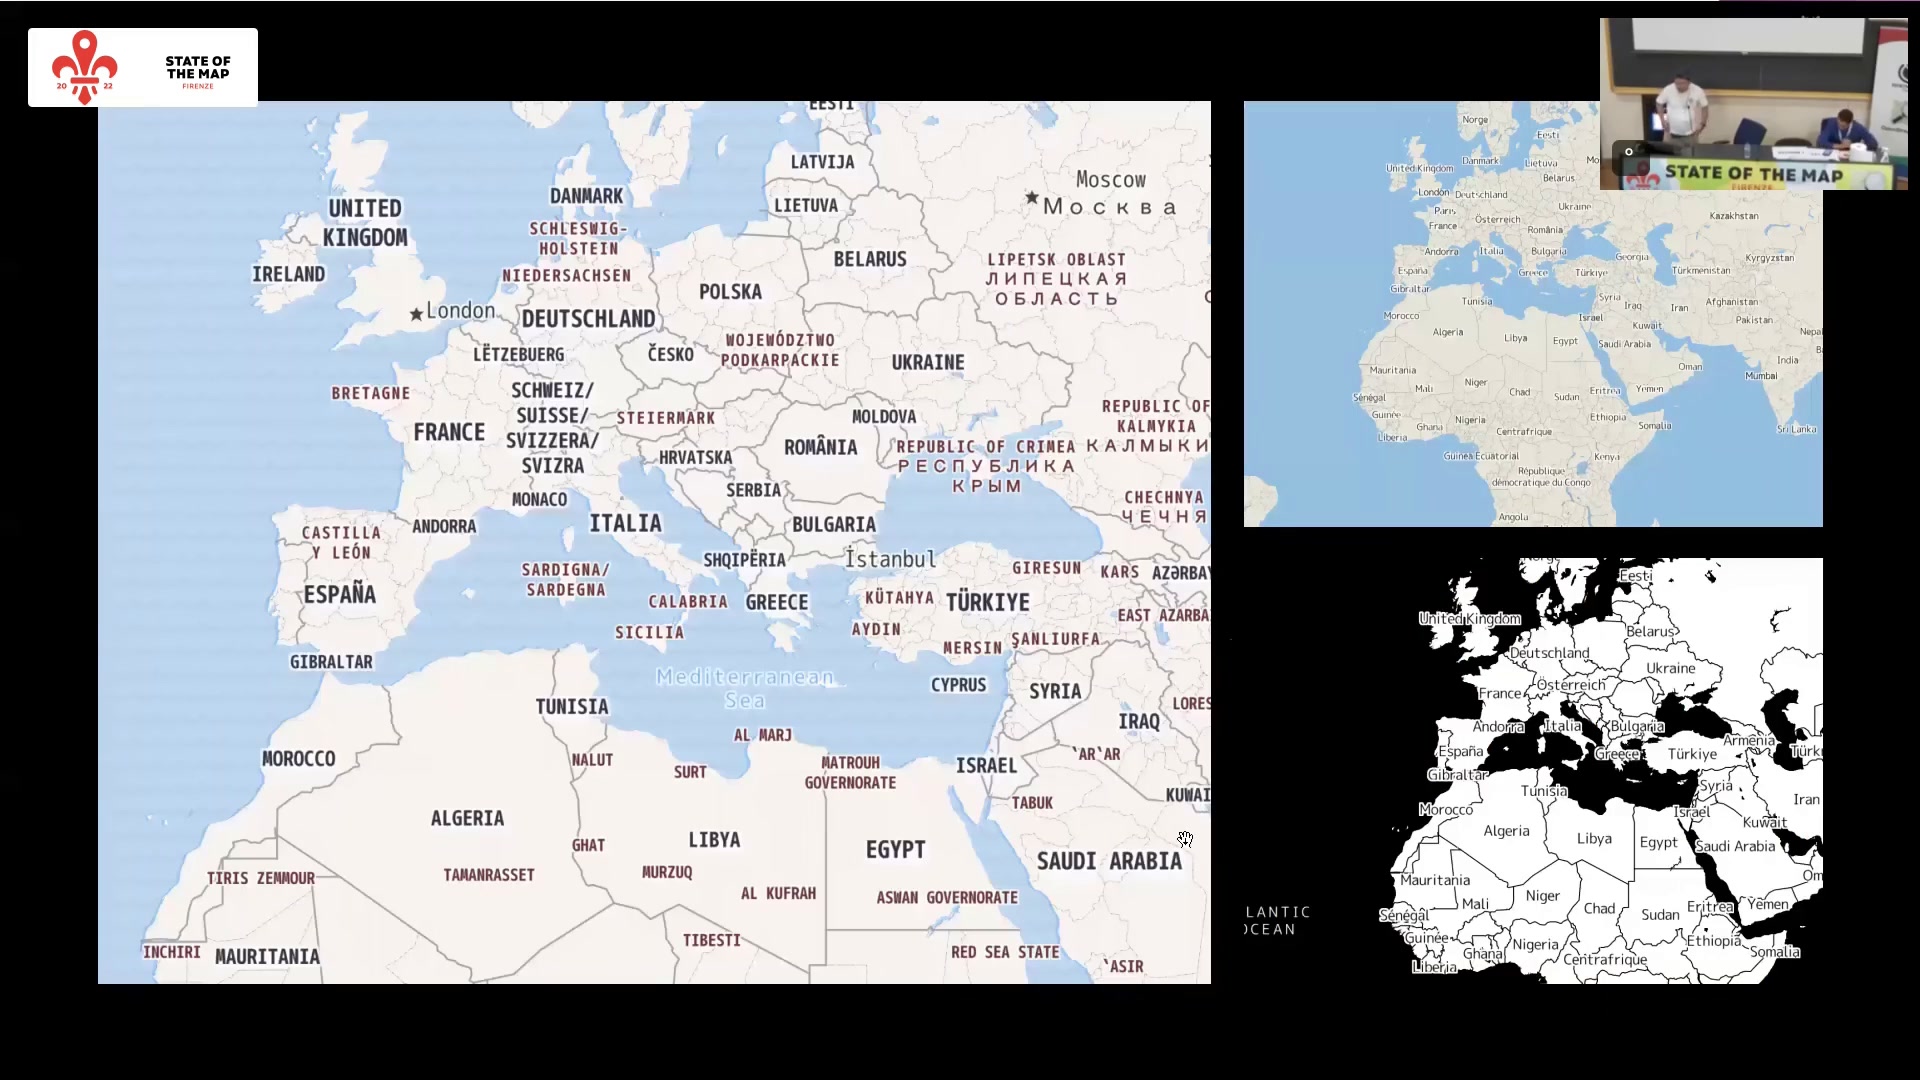 20 22
STATE OF
THE MAP
FIRENZE
EESTI
LATVIJA
Moscow
Москва
DANMARK
LIETUVA
UNITED
KINGDOM
SCHLESWIG-
HOLSTEIN
IRELAND
NIEDERSACHSEN
BELARUS
LIPETSK OBLAST
ЛИПЕЦКАЯ
ОБЛАСТЬ
POLSKA
London
DEUTSCHLAND
LËTZEBUERG
ČESKO
WOJEWÓDZTWO
PODKARPACKIE
UKRAINE
BRETAGNE
SCHWEIZ/
SUISSE/
SVIZZERA/
SVIZRA
STEIERMARK
MOLDOVA
REPUBLIC OF
KALMYKIA
КАЛМЫКИ
FRANCE
ROMÂNIA
REPUBLIC OF CRIMEA
РЕСПУБЛИКА
КРЫМ
HRVATSKA
SERBIA
MONACO
CHECHNYA
ЧЕЧНЯ
ANDORRA
ITALIA
BULGARIA
CASTILLA
Y LEÓN
SHQIPËRIA
İstanbul
SARDIGNA/
SARDEGNA
GIRESUN
KARS
AZƏRBAY
ESPAÑA
CALABRIA
GREECE
KÜTAHYA
TÜRKIYE
EAST AZARBA
SICILIA
AYDIN
MERSIN
ŞANLIURFA
GIBRALTAR
Mediterranean
Sea
CYPRUS
SYRIA
TUNISIA
LORES
IRAQ
AL MARJ
MOROCCO
NALUT
SURT
MATROUH
GOVERNORATE
ISRAEL
`AR`AR
TABUK
KUWAI
ALGERIA
LIBYA
EGYPT
SAUDI ARABIA
GHAT
TIRIS ZEMMOUR
TAMANRASSET
MURZUQ
AL KUFRAH
ASWAN GOVERNORATE
INCHIRI
MAURITANIA
TIBESTI
RED SEA STATE
`ASIR
Norge
Eesti
Danmark
Lietuva
Mo
United Kingdom
Belarus
London
Deutschland
Paris
Ukraine
Österreich
Kazakhstan
France
România
Andorra
Italia
Bulgaria
Georgia
Kyrgyzstan
España
Greece
Türkiye
Türkmenistan
Gibraltar
Tunisia
Syria
Iraq
Iran
Afghanistan
Morocco
Israel
Kuwait
Pakistan
Algeria
Libya
Egypt
Saudi Arabia
Nepal
India
Mauritania
Oman
Mumbai
Mali
Niger
Chad
Sudan
Eritrea
Yemen
Sénégal
Guinée
Nigeria
Ethiopia
Ghana
Somalia
Liberia
Centrafrique
Sri Lanka
Guinea Ecuatorial
Kenya
République
démocratique du Congo
Angola
STATE OF THE MAP
FIRENZE
Norge
Eesti
United Kingdom
Belarus
Deutschland
Ukraine
Österreich
France
Andorra
Italia
Bulgaria
Armenia
España
Greece
Türkiye
Türk
Gibraltar
Tunisia
Syria
Iran
Morocco
Israel
Kuwait
Algeria
Libya
Egypt
Saudi Arabia
Mauritania
Om
Mali
Niger
Chad
Sudan
Eritrea
Yemen
Sénégal
LANTIC
OCEAN
Guinée
Ghana
Nigeria
Ethiopia
Somalia
Liberia
Centrafrique